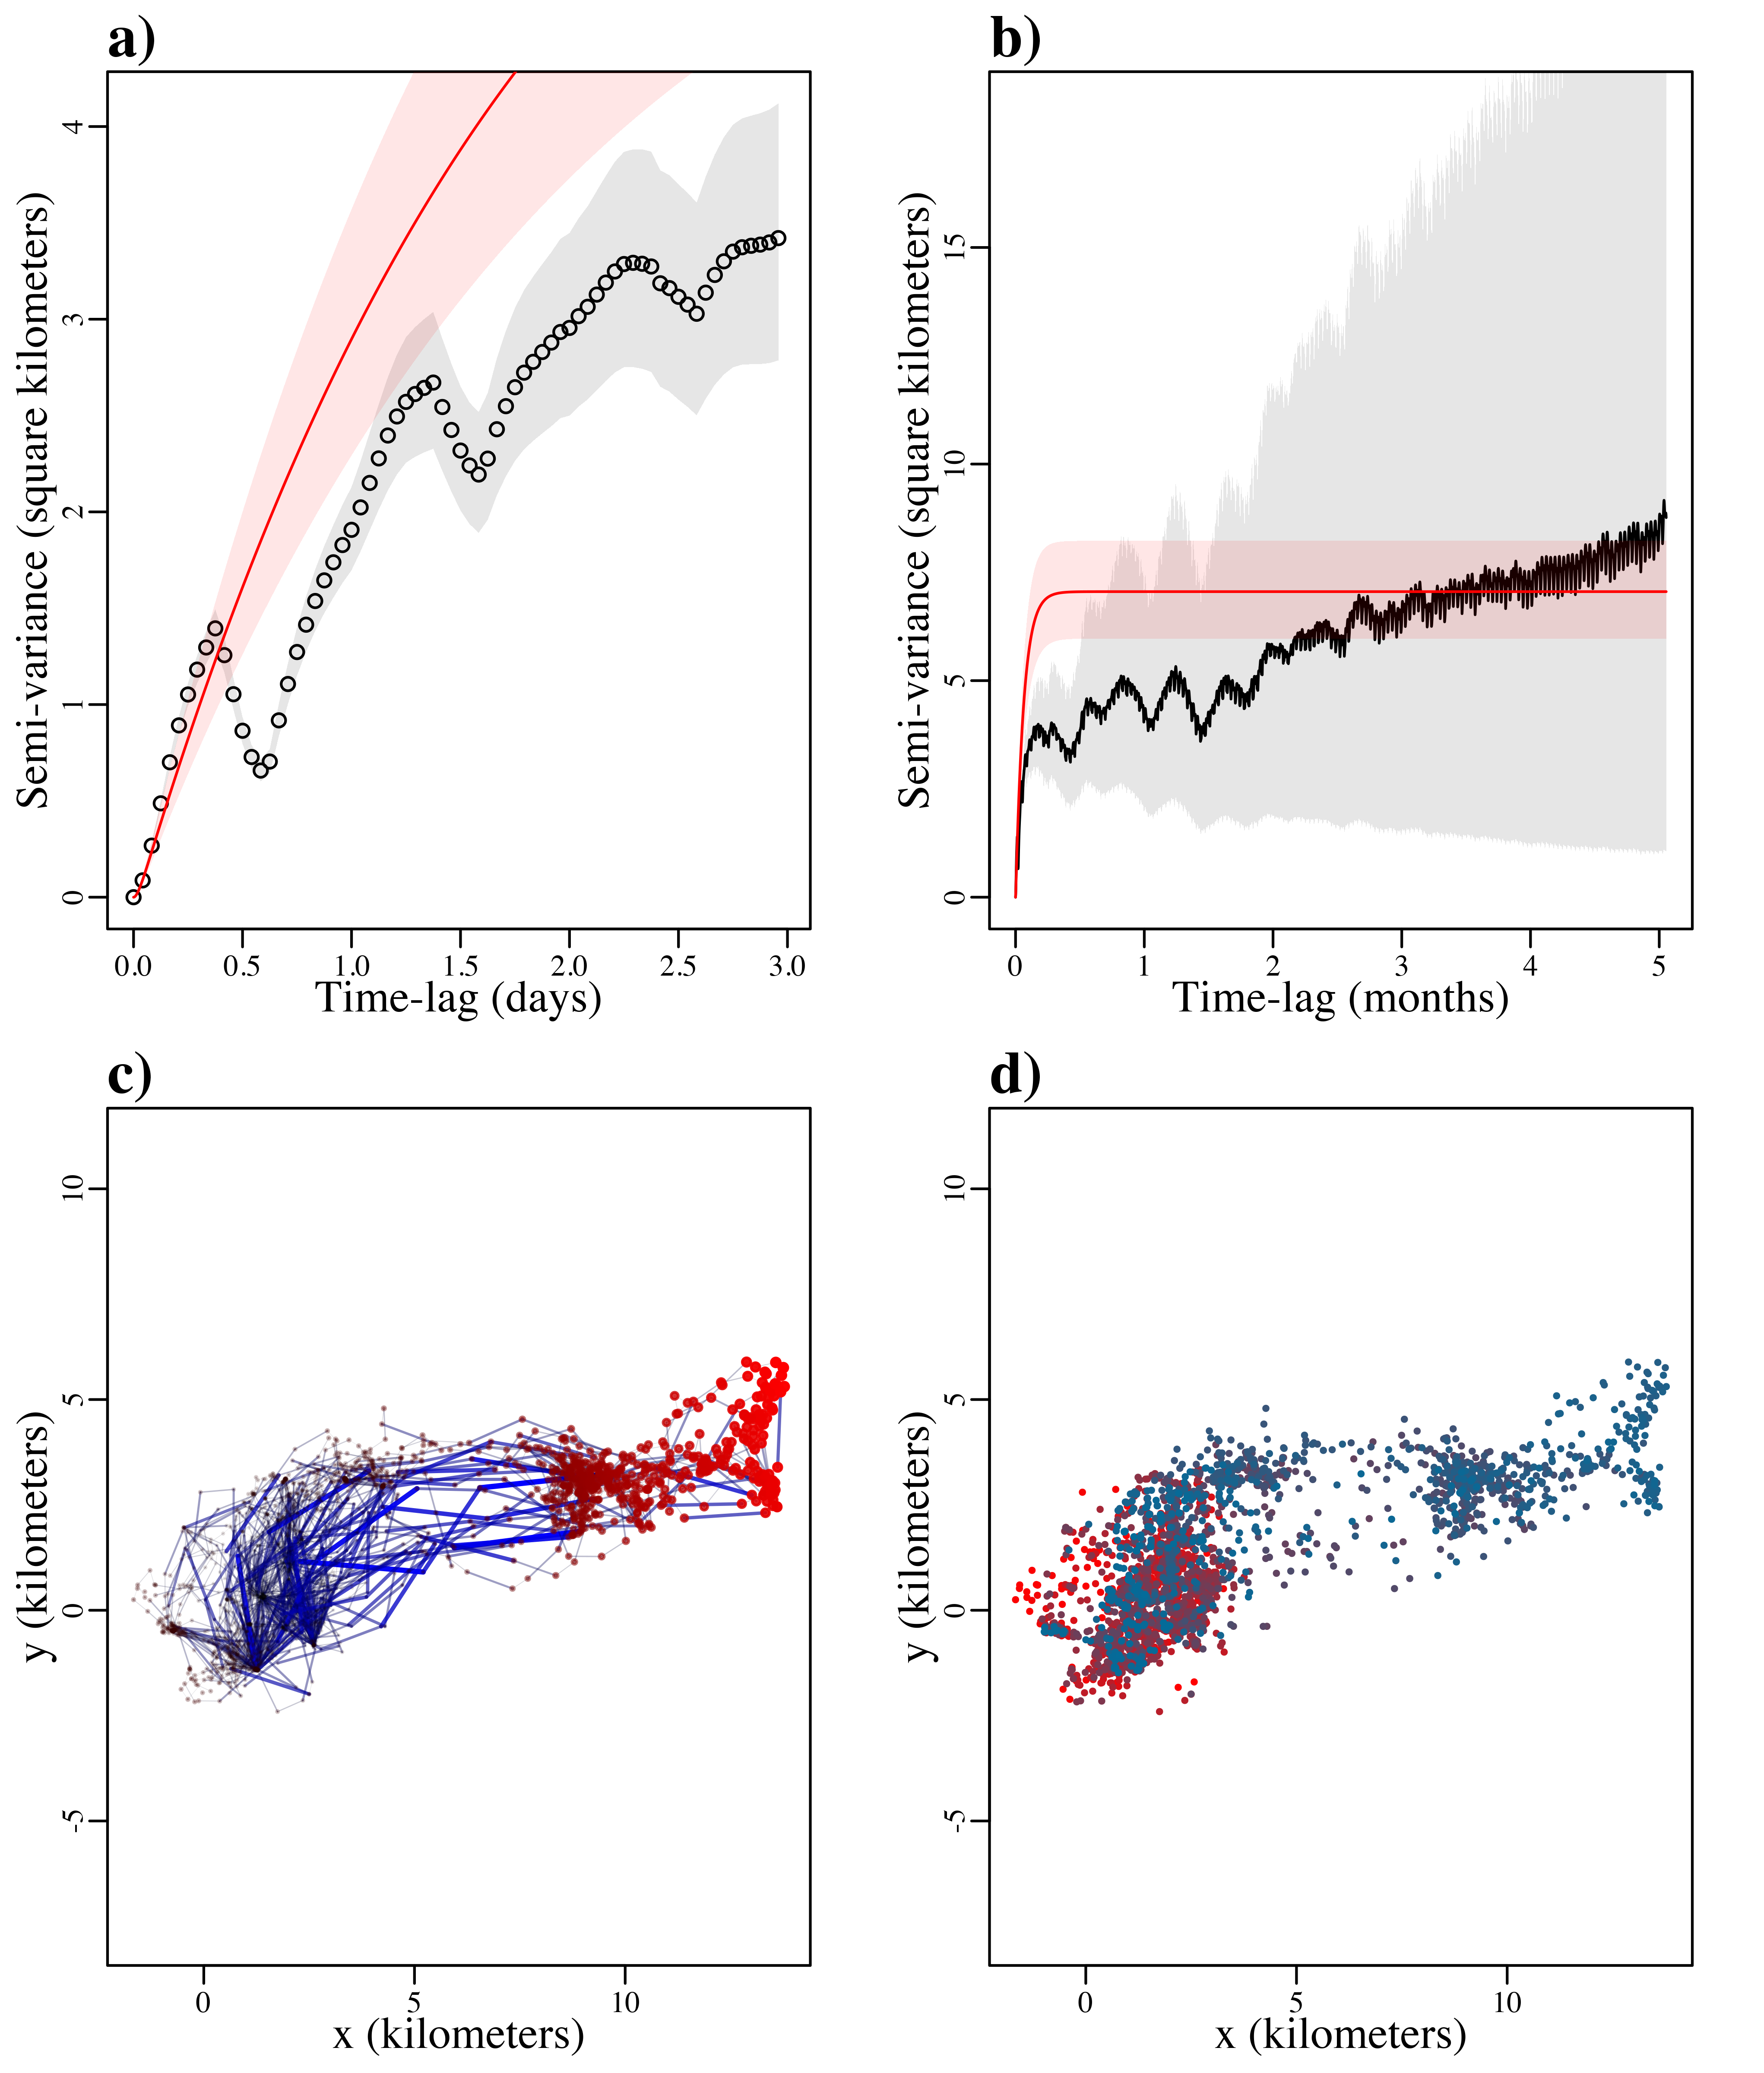 a)
Semi-variance (square kilometers)
4
3
2
1
0
0.0 0.5 1.0 1.5 2.0 2.5 3.0
Time-lag (days)
b)
Semi-variance (square kilometers)
15
10
5
0
0 1 2 3 4 5
Time-lag (months)
c)
y (kilometers)
10
5
0
-5
0 5 10
x (kilometers)
d)
y (kilometers)
10
5
0
-5
0 5 10
x (kilometers)